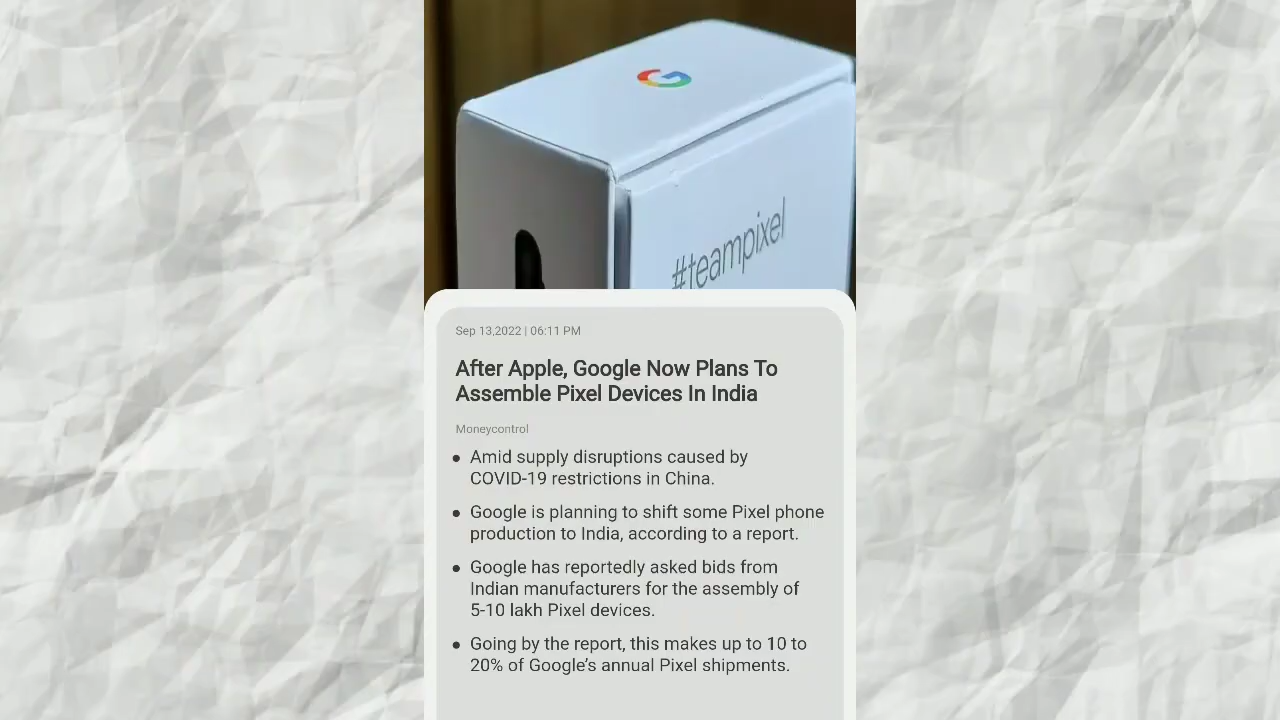 #teampixel
Sep 13,2022 | 06:11 PM
After Apple, Google Now Plans To
Assemble Pixel Devices In India
Moneycontrol
Amid supply disruptions caused by
COVID-19 restrictions in China.
Google is planning to shift some Pixel phone
production to India, according to a report.
Google has reportedly asked bids from
Indian manufacturers for the assembly of
5-10 lakh Pixel devices.
Going by the report, this makes up to 10 to
20% of Google’s annual Pixel shipments.